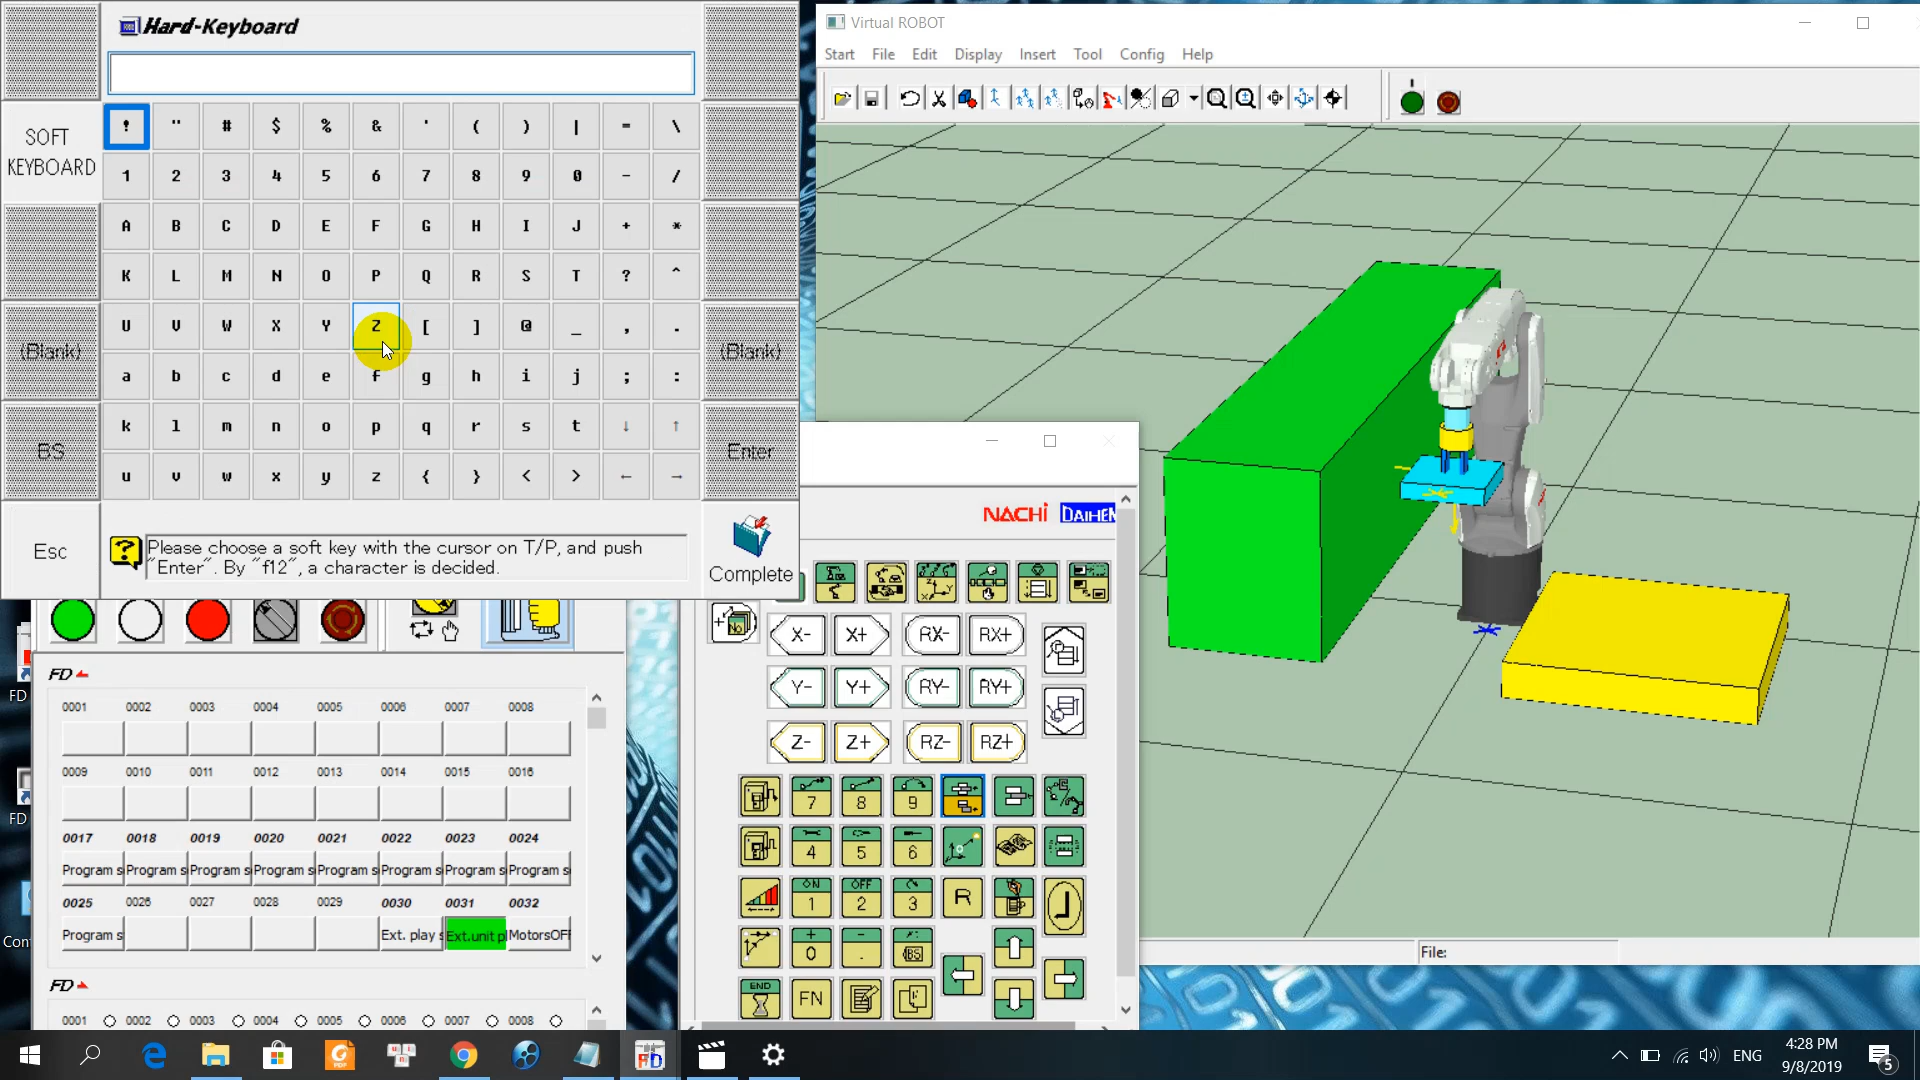 Hard-Keyboard
SOFT
KEYBOARD
! " # $ % & ' ( ) | = \
1 2 3 4 5 6 7 8 9 0 - /
A B C D E F G H I J + *
K L M N O P Q R S T ? ^
U V W X Y Z [ ] @ _ , .
a b c d e f g h i j ; :
k l m n o p q r s t ↓ ↑
u v w x y z { } < > ← →
(Blank)
(Blank)
BS
Enter
Esc
Please choose a soft key with the cursor on T/P, and push
"Enter". By "f12", a character is decided.
Complete
Virtual ROBOT
Start File Edit Display Insert Tool Config Help
File:
NACHi DAIHEN
X- X+ RX- RX+
Y- Y+ RY- RY+
Z- Z+ RZ- RZ+
7 8 9
4 5 6
ON OFF
1 2 3 R
+ -
0 . BS
END
FN
FD
0001 0002 0003 0004 0005 0006 0007 0008
0009 0010 0011 0012 0013 0014 0015 0016
0017 0018 0019 0020 0021 0022 0023 0024
Program s Program s Program s Program s Program s Program s Program s Program s
0025 0026 0027 0028 0029 0030 0031 0032
Program s Ext. play s Ext.unit p MotorsOFF
FD
0001 0002 0003 0004 0005 0006 0007 0008
FD
FD
Con
ENG
4:28 PM
9/8/2019
5